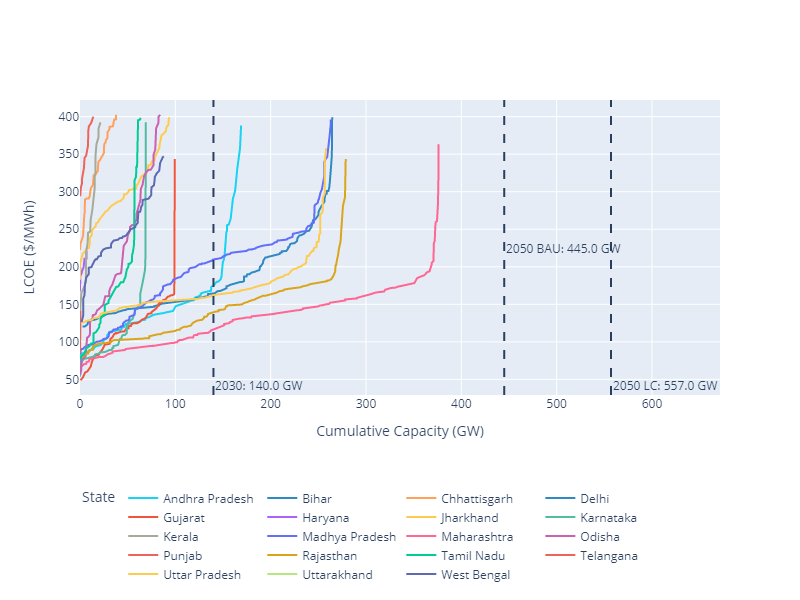 400
350
300
250
200
150
100
50
LCOE ($/MWh)
2050 BAU: 445.0 GW
2030: 140.0 GW
2050 LC: 557.0 GW
0 100 200 300 400 500 600
Cumulative Capacity (GW)
State
Andhra Pradesh Bihar Chhattisgarh Delhi
Gujarat Haryana Jharkhand Karnataka
Kerala Madhya Pradesh Maharashtra Odisha
Punjab Rajasthan Tamil Nadu Telangana
Uttar Pradesh Uttarakhand West Bengal